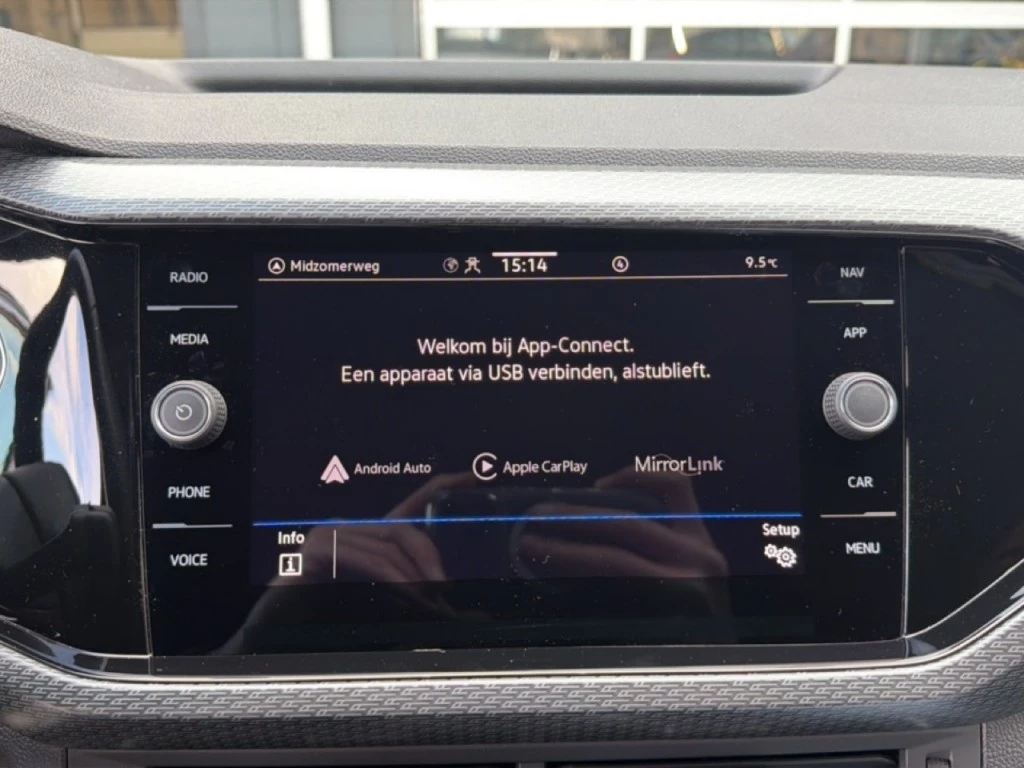 RADIO
MEDIA
PHONE
VOICE
Midzomerweg 15:14 4 9.5°C
Welkom bij App-Connect.
Een apparaat via USB verbinden, alstublieft.
Android Auto Apple CarPlay MirrorLink
Info Setup
i
NAV
APP
CAR
MENU